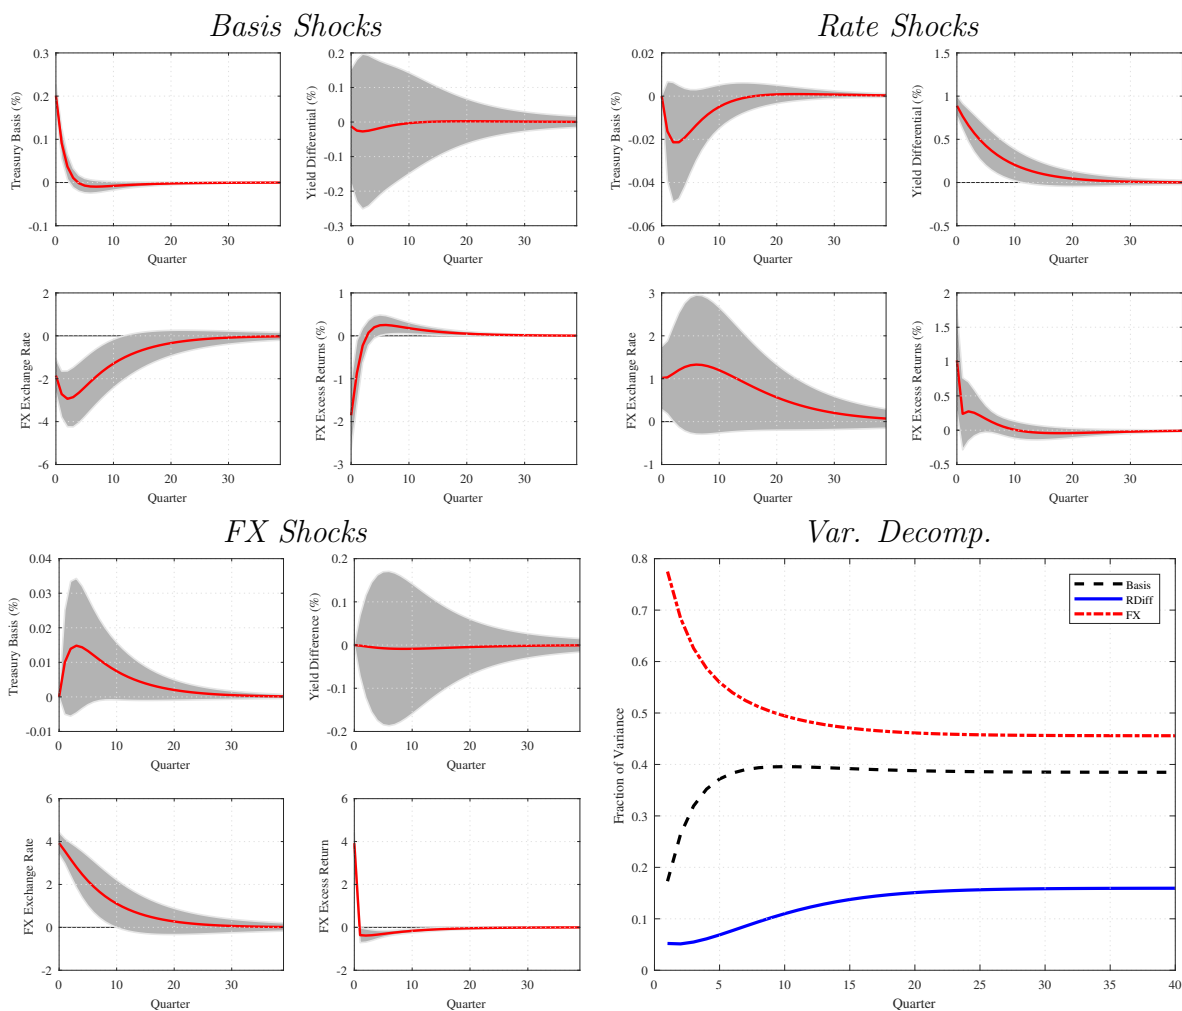 Basis Shocks
0.3
0.2
0.1
0
-0.1
Treasury Basis (%)
0 10 20 30
Quarter
0.2
0.1
0
-0.1
-0.2
-0.3
Yield Differential (%)
0 10 20 30
Quarter
2
0
-2
-4
-6
FX Exchange Rate
0 10 20 30
Quarter
1
0
-1
-2
-3
FX Excess Returns (%)
0 10 20 30
Quarter
Rate Shocks
0.02
0
-0.02
-0.04
-0.06
Treasury Basis (%)
0 10 20 30
Quarter
1.5
1
0.5
0
-0.5
Yield Differential (%)
0 10 20 30
Quarter
3
2
1
0
-1
FX Exchange Rate
0 10 20 30
Quarter
2
1.5
1
0.5
0
-0.5
FX Excess Returns (%)
0 10 20 30
Quarter
FX Shocks
0.04
0.03
0.02
0.01
0
-0.01
Treasury Basis (%)
0 10 20 30
Quarter
0.2
0.1
0
-0.1
-0.2
Yield Difference (%)
0 10 20 30
Quarter
6
4
2
0
-2
FX Exchange Rate
0 10 20 30
Quarter
6
4
2
0
-2
FX Excess Return
0 10 20 30
Quarter
Var. Decomp.
0.8
0.7
0.6
0.5
0.4
0.3
0.2
0.1
0
Fraction of Variance
Basis
RDiff
FX
0 5 10 15 20 25 30 35 40
Quarter